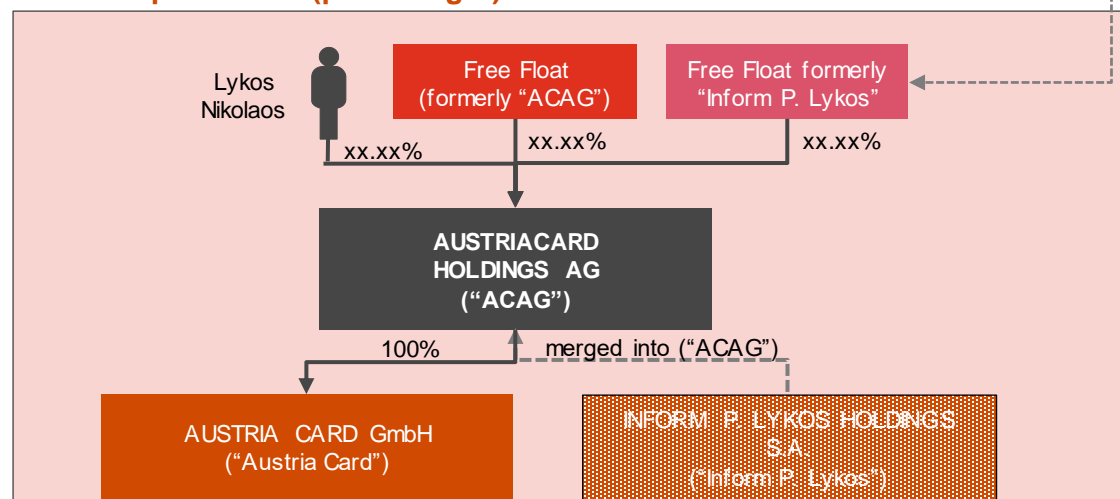 Lykos
Nikolaos
Free Float
(formerly “ACAG”)
Free Float formerly
“Inform P. Lykos”
xx.xx%
xx.xx%
xx.xx%
AUSTRIACARD
HOLDINGS AG
(“ACAG”)
100%
merged into (“ACAG”)
AUSTRIA CARD GmbH
(“Austria Card”)
INFORM P. LYKOS HOLDINGS
S.A.
(“Inform P. Lykos”)